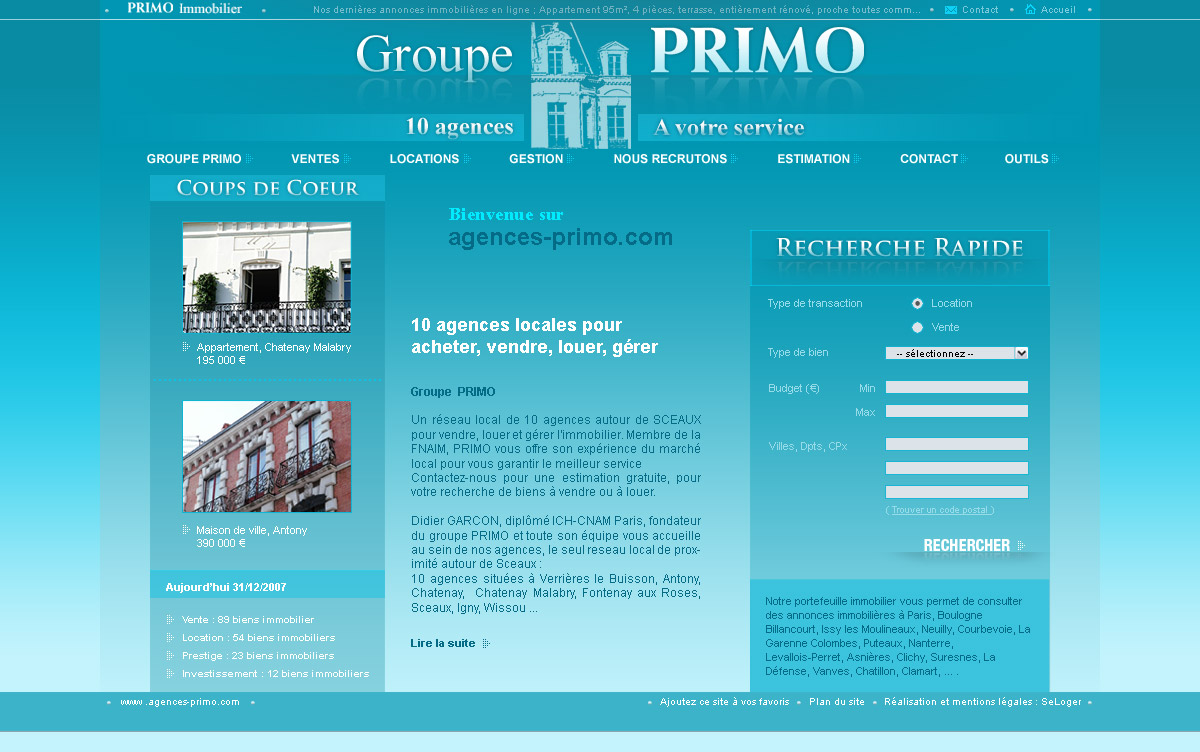 PRIMO Immobilier
Nos dernières annonces immobilières en ligne ; Appartement 95m², 4 pièces, terrasse, entièrement rénové, proche toutes comm...
Contact
Accueil
Groupe PRIMO
10 agences
A votre service
GROUPE PRIMO
VENTES
LOCATIONS
GESTION
NOUS RECRUTONS
ESTIMATION
CONTACT
OUTILS
COUPS DE COEUR
Appartement, Chatenay Malabry
195 000 €
Maison de ville, Antony
390 000 €
Aujourd'hui 31/12/2007
Vente : 89 biens immobilier
Location : 54 biens immobiliers
Prestige : 23 biens immobiliers
Investissement : 12 biens immobiliers
Bienvenue sur
agences-primo.com
10 agences locales pour
acheter, vendre, louer, gérer
Groupe PRIMO
Un réseau local de 10 agences autour de SCEAUX
pour vendre, louer et gérer l'immobilier. Membre de la
FNAIM, PRIMO vous offre son expérience du marché
local pour vous garantir le meilleur service
Contactez-nous pour une estimation gratuite, pour
votre recherche de biens à vendre ou à louer.
Didier GARCON, diplômé ICH-CNAM Paris, fondateur
du groupe PRIMO et toute son équipe vous accueille
au sein de nos agences, le seul reseau local de prox-
imité autour de Sceaux :
10 agences situées à Verrières le Buisson, Antony,
Chatenay, Chatenay Malabry, Fontenay aux Roses,
Sceaux, Igny, Wissou ...
Lire la suite
RECHERCHE RAPIDE
Type de transaction
Location
Vente
Type de bien
-- sélectionnez --
Budget (€)
Min
Max
Villes, Dpts, CPx
( Trouver un code postal )
RECHERCHER
Notre portefeuille immobilier vous permet de consulter
des annonces immobilières à Paris, Boulogne
Billancourt, Issy les Moulineaux, Neuilly, Courbevoie, La
Garenne Colombes, Puteaux, Nanterre,
Levallois-Perret, Asnières, Clichy, Suresnes, La
Défense, Vanves, Chatillon, Clamart, ... .
www.agences-primo.com
Ajoutez ce site à vos favoris
Plan du site
Réalisation et mentions légales : SeLoger